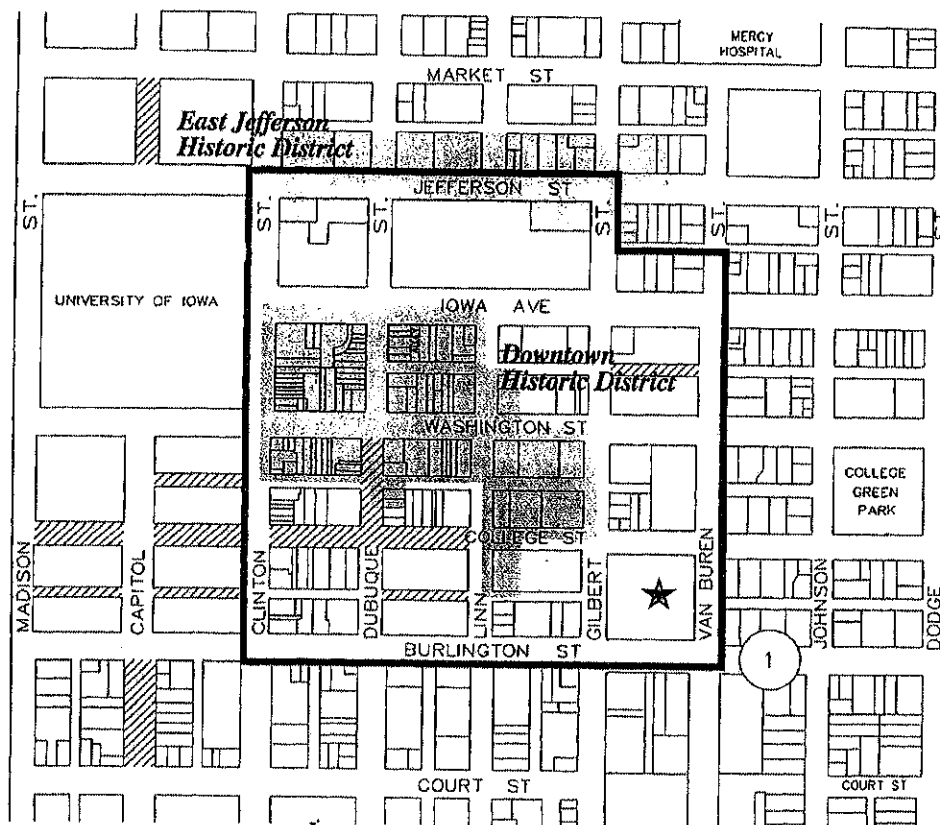 MERCY
HOSPITAL
MARKET ST
East Jefferson
Historic District
JEFFERSON ST
ST.
ST.
ST.
ST.
ST.
ST.
ST.
UNIVERSITY OF IOWA
IOWA AVE
Downtown
Historic District
WASHINGTON ST
COLLEGE
GREEN
PARK
COLLEGE ST
MADISON
CAPITOL
CLINTON
DUBUQUE
LINN
GILBERT
VAN BUREN
JOHNSON
DODGE
BURLINGTON ST
1
COURT ST
COURT ST